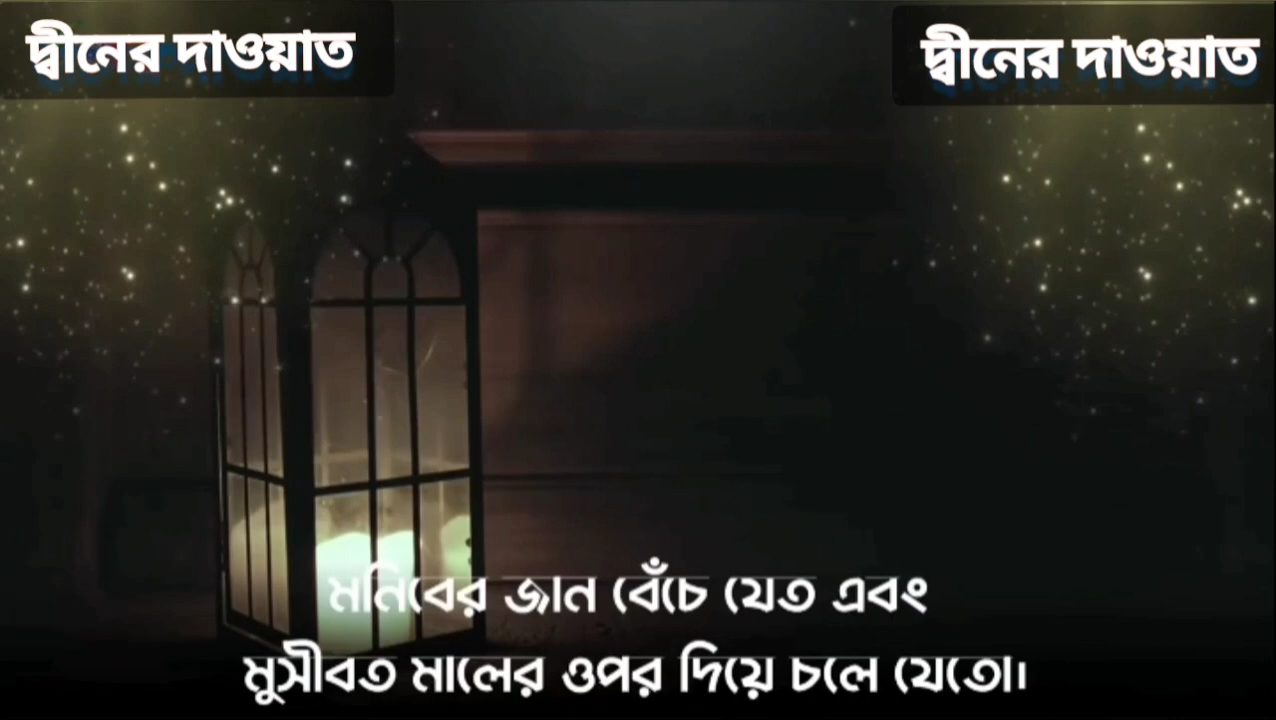 দ্বীনের দাওয়াত
দ্বীনের দাওয়াত
মনিবের জান বেঁচে যেত এবং
মুসীবত মালের ওপর দিয়ে চলে যেতো।